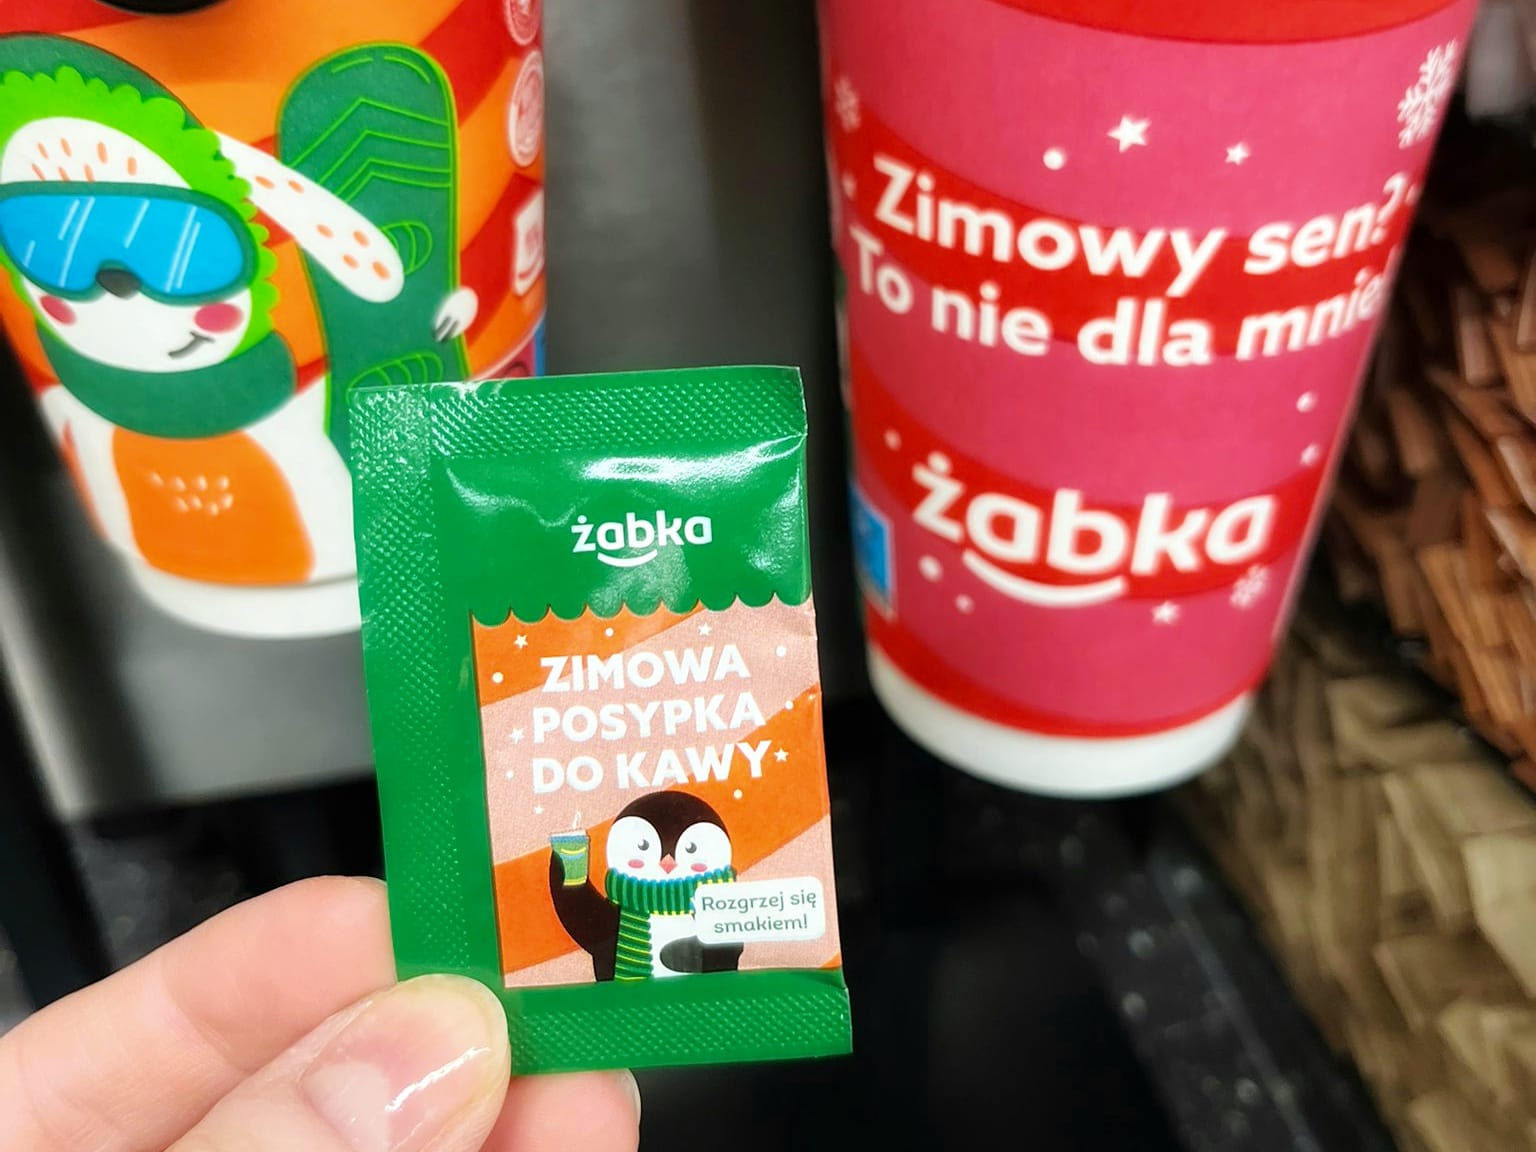 Zimowy sen?
To nie dla mnie!
żabka
żabka
ZIMOWA
POSYPKA
DO KAWY
Rozgrzej się
smakiem!